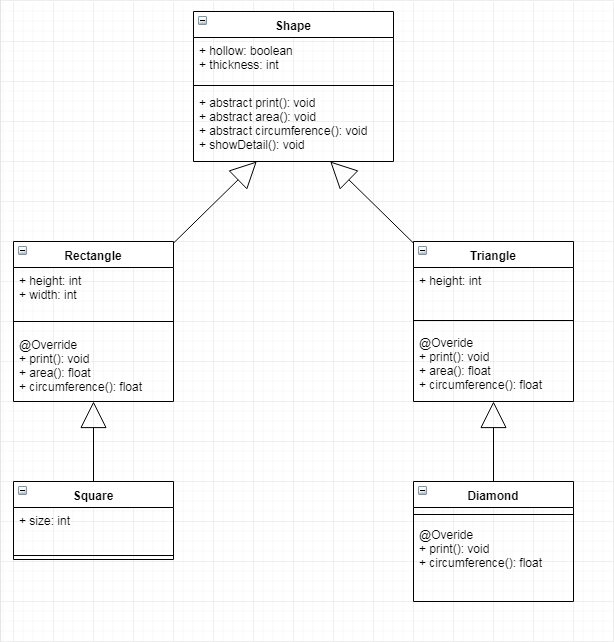 Shape
+ hollow: boolean
+ thickness: int
+ abstract print(): void
+ abstract area(): void
+ abstract circumference(): void
+ showDetail(): void
Rectangle
+ height: int
+ width: int
@Override
+ print(): void
+ area(): float
+ circumference(): float
Triangle
+ height: int
@Overide
+ print(): void
+ area(): float
+ circumference(): float
Square
+ size: int
Diamond
@Overide
+ print(): void
+ circumference(): float